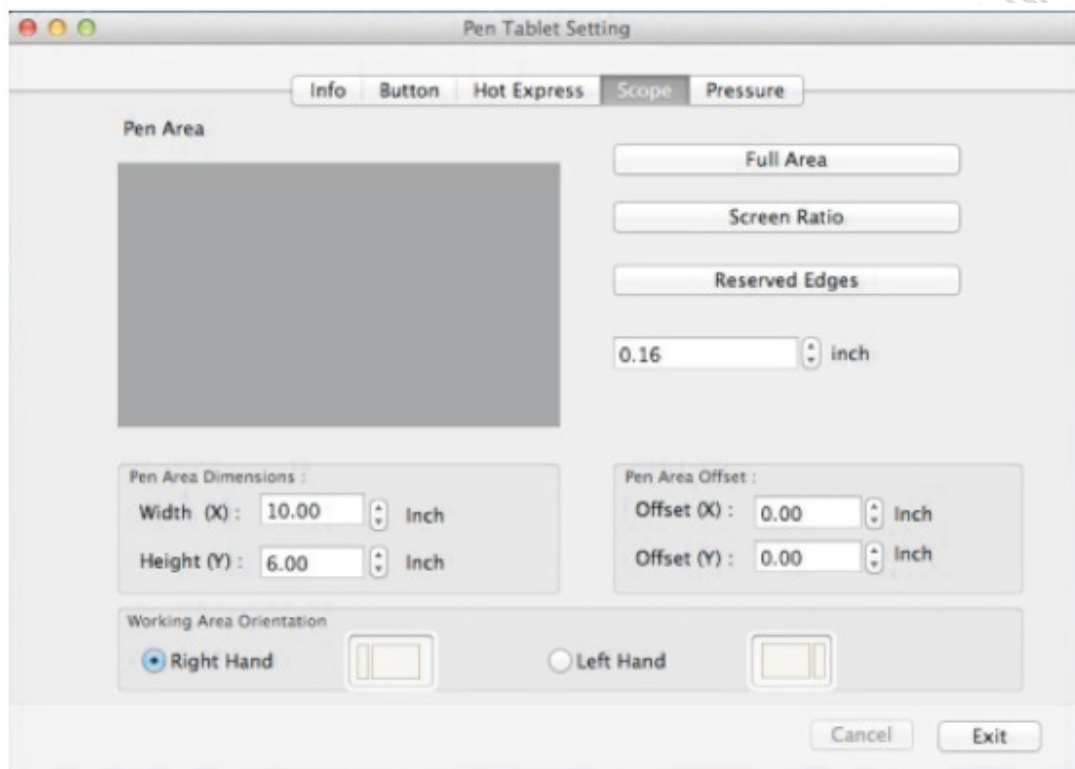 Pen Tablet Setting
Info Button Hot Express Scope Pressure
Pen Area
Full Area
Screen Ratio
Reserved Edges
0.16 inch
Pen Area Dimensions :
Width (X) : 10.00 Inch
Height (Y) : 6.00 Inch
Pen Area Offset :
Offset (X) : 0.00 Inch
Offset (Y) : 0.00 Inch
Working Area Orientation
Right Hand Left Hand
Cancel Exit